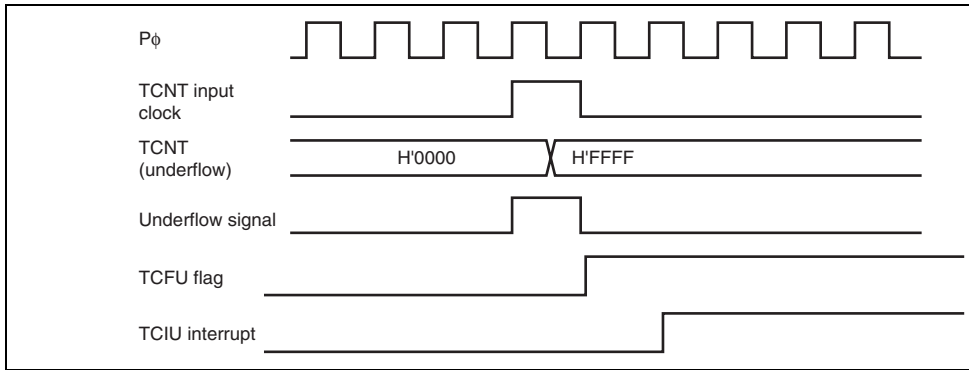 Pϕ
TCNT input
clock
TCNT
(underflow)
H'0000
H'FFFF
Underflow signal
TCFU flag
TCIU interrupt